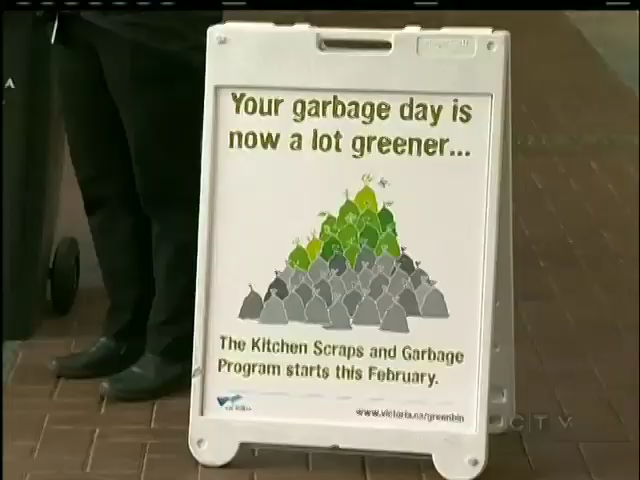 Your garbage day is
now a lot greener...
The Kitchen Scraps and Garbage
Program starts this February.
www.victoria.ca/greenbin
CTV